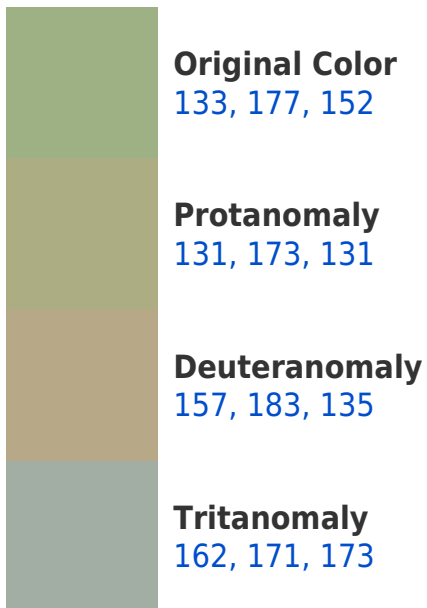 Original Color
133, 177, 152
Protanomaly
131, 173, 131
Deuteranomaly
157, 183, 135
Tritanomaly
162, 171, 173